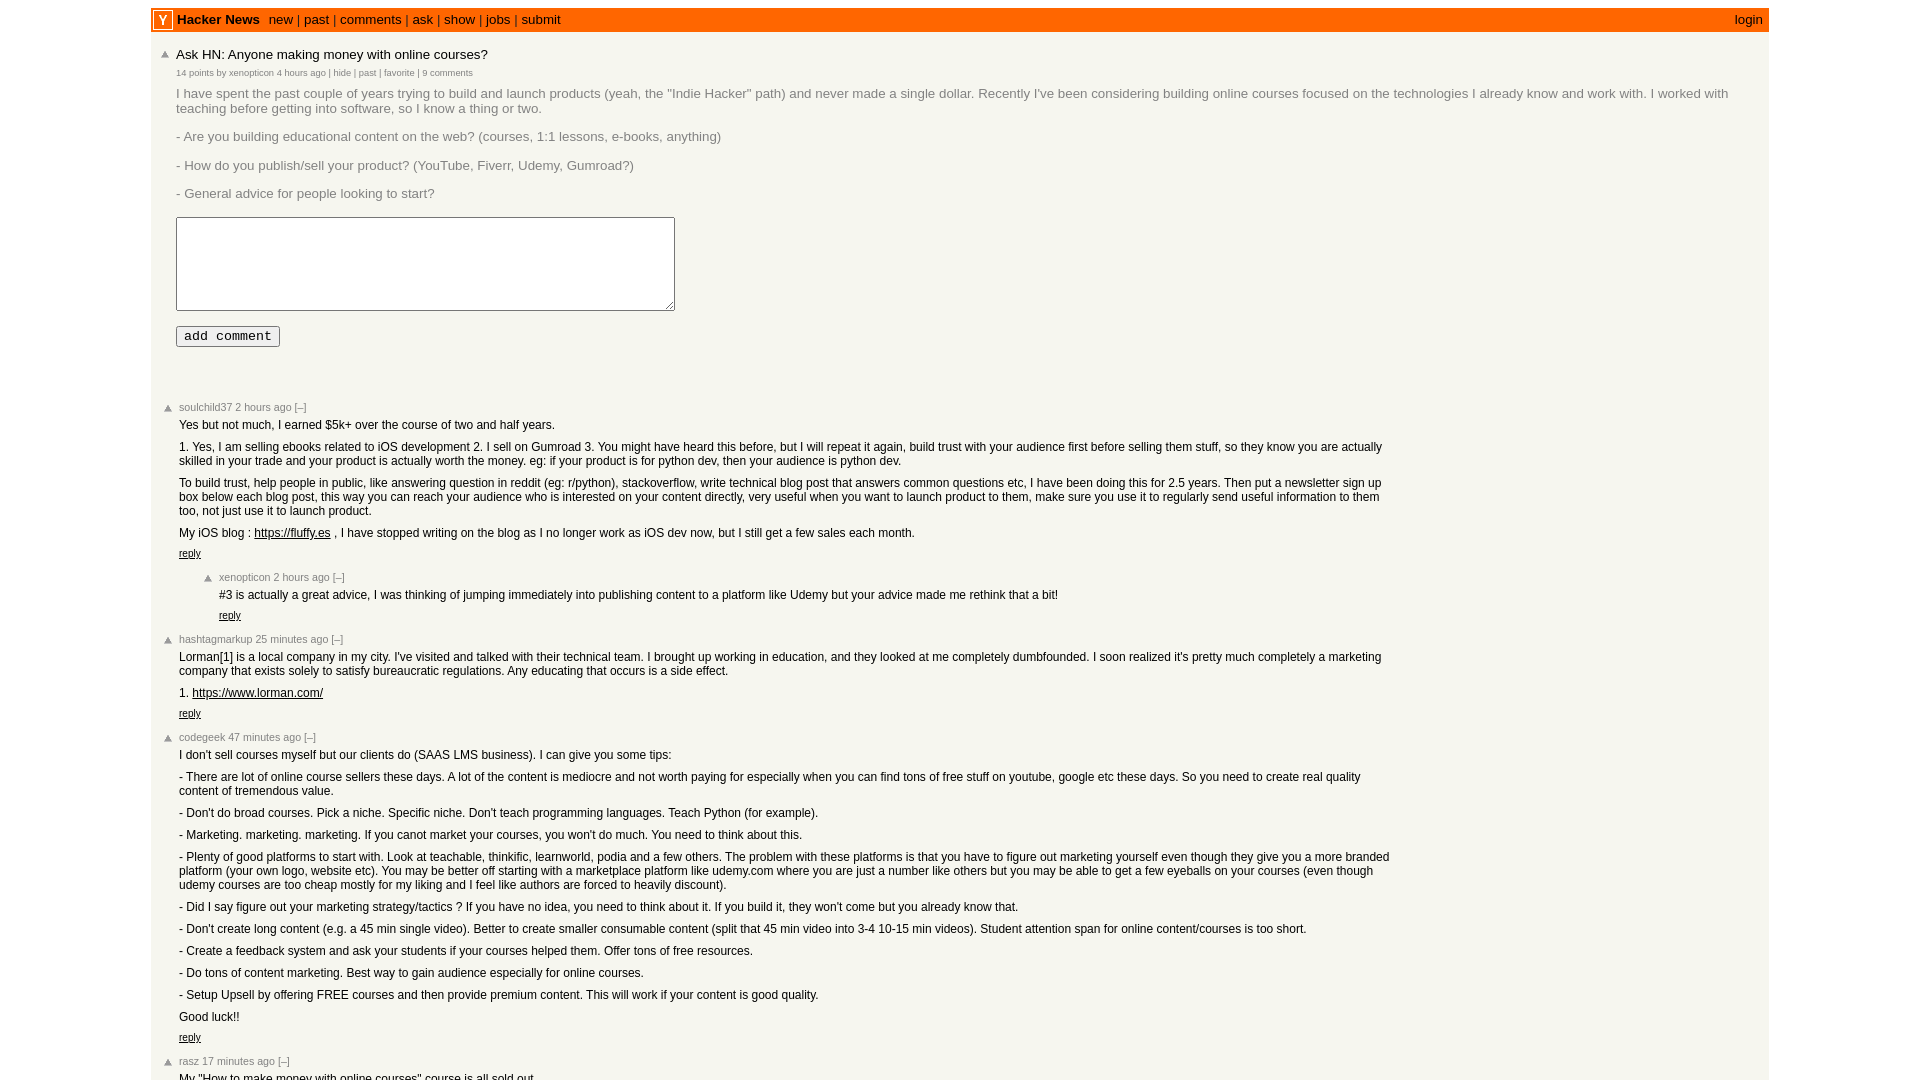 Y Hacker News new | past | comments | ask | show | jobs | submit login
Ask HN: Anyone making money with online courses?
14 points by xenopticon 4 hours ago | hide | past | favorite | 9 comments
I have spent the past couple of years trying to build and launch products (yeah, the "Indie Hacker" path) and never made a single dollar. Recently I've been considering building online courses focused on the technologies I already know and work with. I worked with
teaching before getting into software, so I know a thing or two.
- Are you building educational content on the web? (courses, 1:1 lessons, e-books, anything)
- How do you publish/sell your product? (YouTube, Fiverr, Udemy, Gumroad?)
- General advice for people looking to start?
add comment
soulchild37 2 hours ago [–]
Yes but not much, I earned $5k+ over the course of two and half years.
1. Yes, I am selling ebooks related to iOS development 2. I sell on Gumroad 3. You might have heard this before, but I will repeat it again, build trust with your audience first before selling them stuff, so they know you are actually
skilled in your trade and your product is actually worth the money. eg: if your product is for python dev, then your audience is python dev.
To build trust, help people in public, like answering question in reddit (eg: r/python), stackoverflow, write technical blog post that answers common questions etc, I have been doing this for 2.5 years. Then put a newsletter sign up
box below each blog post, this way you can reach your audience who is interested on your content directly, very useful when you want to launch product to them, make sure you use it to regularly send useful information to them
too, not just use it to launch product.
My iOS blog : https://fluffy.es , I have stopped writing on the blog as I no longer work as iOS dev now, but I still get a few sales each month.
reply
xenopticon 2 hours ago [–]
#3 is actually a great advice, I was thinking of jumping immediately into publishing content to a platform like Udemy but your advice made me rethink that a bit!
reply
hashtagmarkup 25 minutes ago [–]
Lorman[1] is a local company in my city. I've visited and talked with their technical team. I brought up working in education, and they looked at me completely dumbfounded. I soon realized it's pretty much completely a marketing
company that exists solely to satisfy bureaucratic regulations. Any educating that occurs is a side effect.
1. https://www.lorman.com/
reply
codegeek 47 minutes ago [–]
I don't sell courses myself but our clients do (SAAS LMS business). I can give you some tips:
- There are lot of online course sellers these days. A lot of the content is mediocre and not worth paying for especially when you can find tons of free stuff on youtube, google etc these days. So you need to create real quality
content of tremendous value.
- Don't do broad courses. Pick a niche. Specific niche. Don't teach programming languages. Teach Python (for example).
- Marketing. marketing. marketing. If you canot market your courses, you won't do much. You need to think about this.
- Plenty of good platforms to start with. Look at teachable, thinkific, learnworld, podia and a few others. The problem with these platforms is that you have to figure out marketing yourself even though they give you a more branded
platform (your own logo, website etc). You may be better off starting with a marketplace platform like udemy.com where you are just a number like others but you may be able to get a few eyeballs on your courses (even though
udemy courses are too cheap mostly for my liking and I feel like authors are forced to heavily discount).
- Did I say figure out your marketing strategy/tactics ? If you have no idea, you need to think about it. If you build it, they won't come but you already know that.
- Don't create long content (e.g. a 45 min single video). Better to create smaller consumable content (split that 45 min video into 3-4 10-15 min videos). Student attention span for online content/courses is too short.
- Create a feedback system and ask your students if your courses helped them. Offer tons of free resources.
- Do tons of content marketing. Best way to gain audience especially for online courses.
- Setup Upsell by offering FREE courses and then provide premium content. This will work if your content is good quality.
Good luck!!
reply
rasz 17 minutes ago [–]
My "How to make money with online courses" course is all sold out.